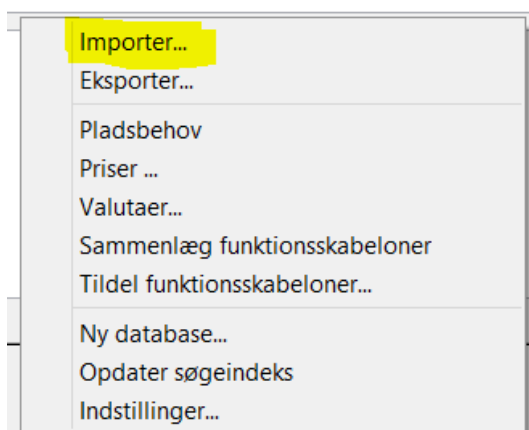 Importer...
Eksporter...
Pladsbehov
Priser ...
Valutaer...
Sammenlæg funktionsskabeloner
Tildel funktionsskabeloner...
Ny database...
Opdater søgeindeks
Indstillinger...